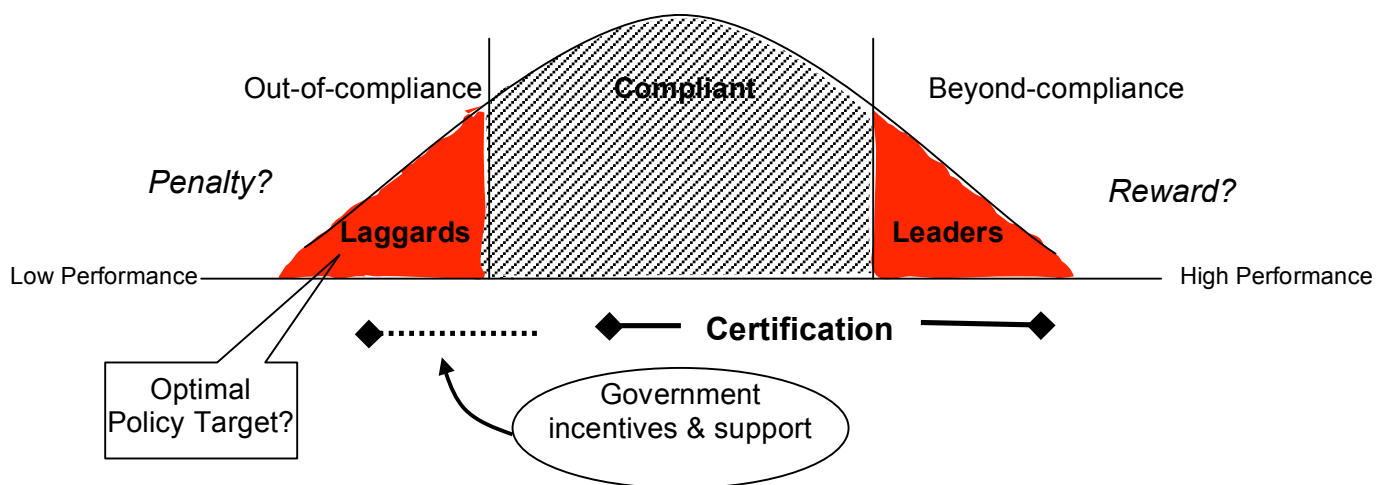 Out-of-compliance
Compliant
Beyond-compliance
Penalty?
Reward?
Laggards
Leaders
Low Performance
High Performance
Certification
Optimal
Policy Target?
Government
incentives & support